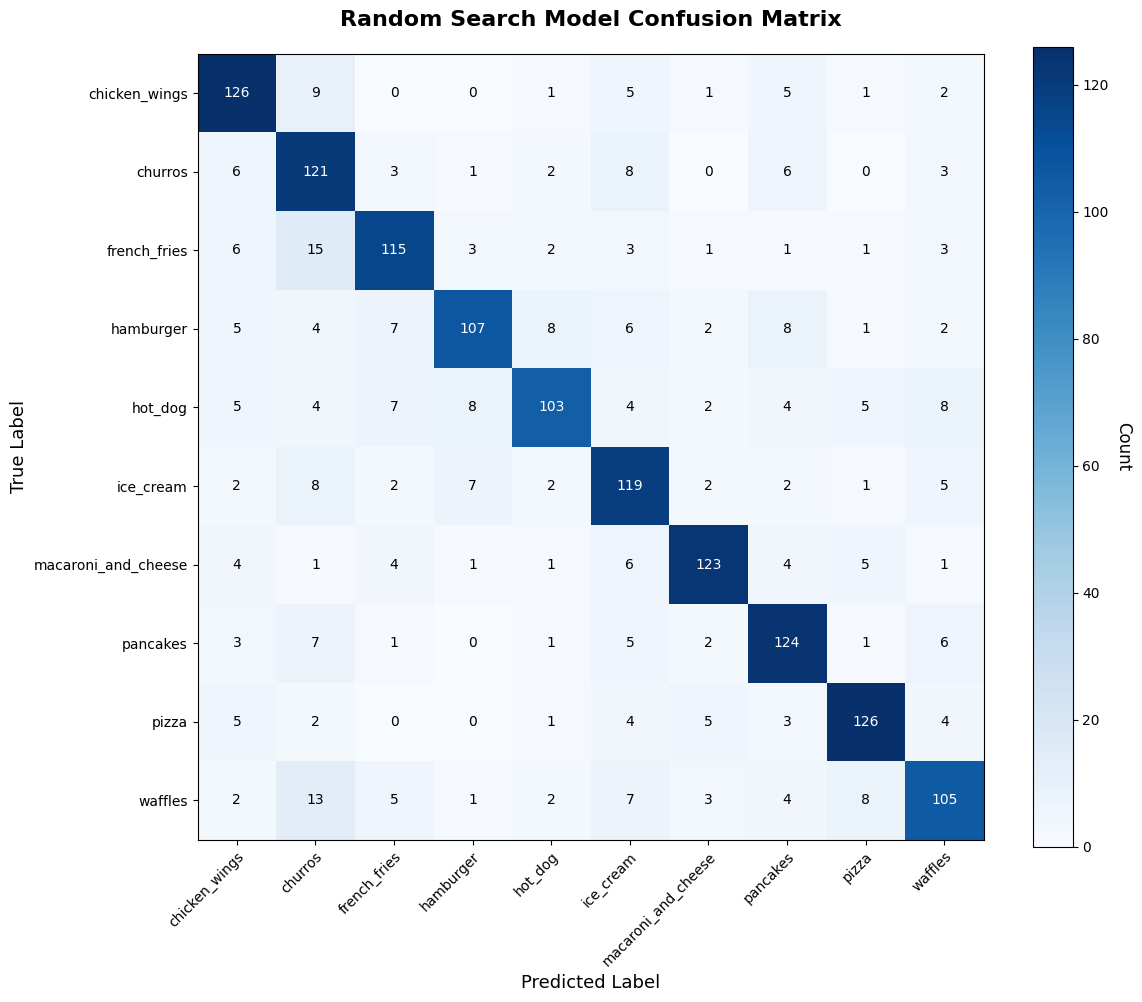 Random Search Model Confusion Matrix
chicken_wings 126 9 0 0 1 5 1 5 1 2
churros 6 121 3 1 2 8 0 6 0 3
french_fries 6 15 115 3 2 3 1 1 1 3
hamburger 5 4 7 107 8 6 2 8 1 2
hot_dog 5 4 7 8 103 4 2 4 5 8
ice_cream 2 8 2 7 2 119 2 2 1 5
macaroni_and_cheese 4 1 4 1 1 6 123 4 5 1
pancakes 3 7 1 0 1 5 2 124 1 6
pizza 5 2 0 0 1 4 5 3 126 4
waffles 2 13 5 1 2 7 3 4 8 105
chicken_wings churros french_fries hamburger hot_dog ice_cream macaroni_and_cheese pancakes pizza waffles
Predicted Label
True Label
120
100
80
60
40
20
0
Count